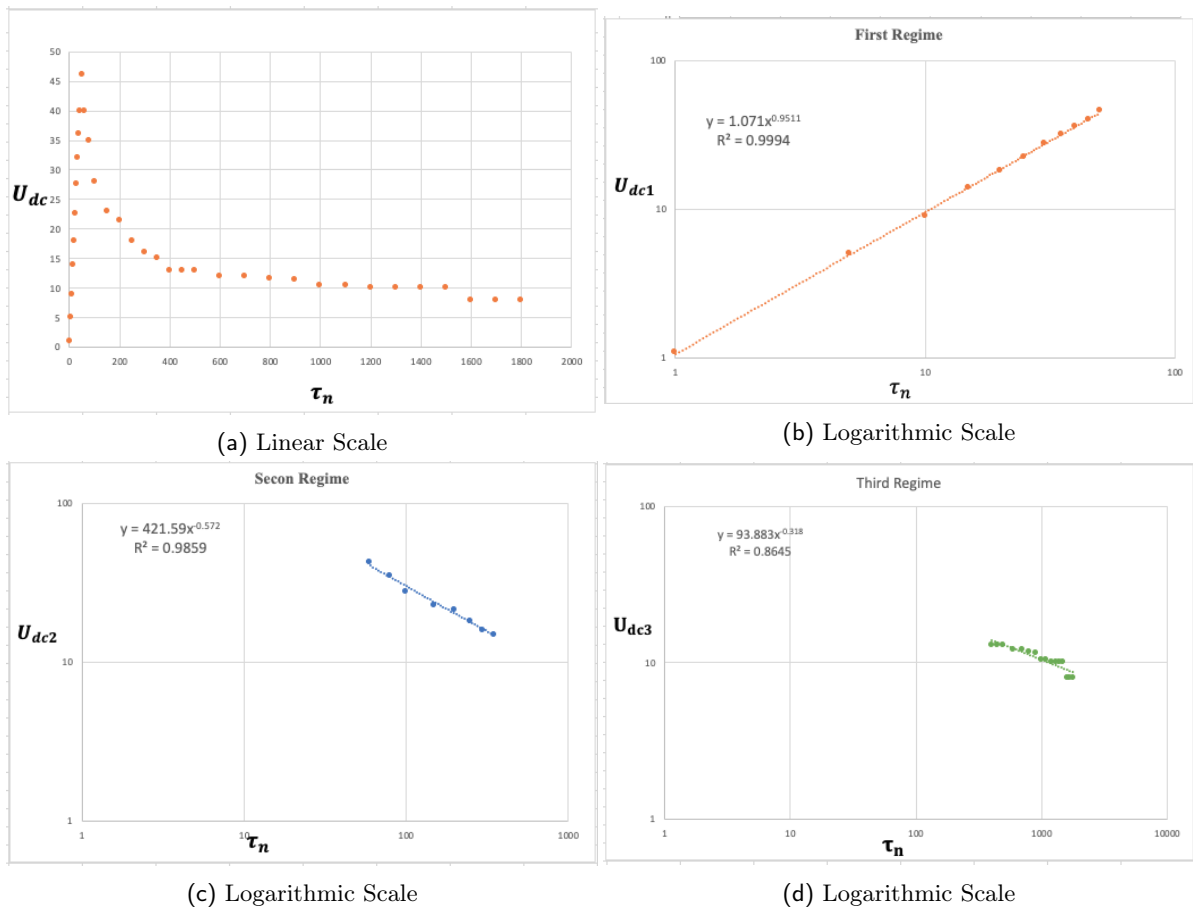 50
45
40
35
30
25
U_dc 20
15
10
5
0
0 200 400 600 800 1000 1200 1400 1600 1800 2000
τ_n
(a) Linear Scale
First Regime
100
y = 1.071x^0.9511
R² = 0.9994
U_dc1
10
1
1 10 100
τ_n
(b) Logarithmic Scale
Secon Regime
100
y = 421.59x^-0.572
R² = 0.9859
U_dc2
10
1
1 10 100 1000
τ_n
(c) Logarithmic Scale
Third Regime
100
y = 93.883x^-0.318
R² = 0.8645
U_dc3
10
1
1 10 100 1000 10000
τ_n
(d) Logarithmic Scale